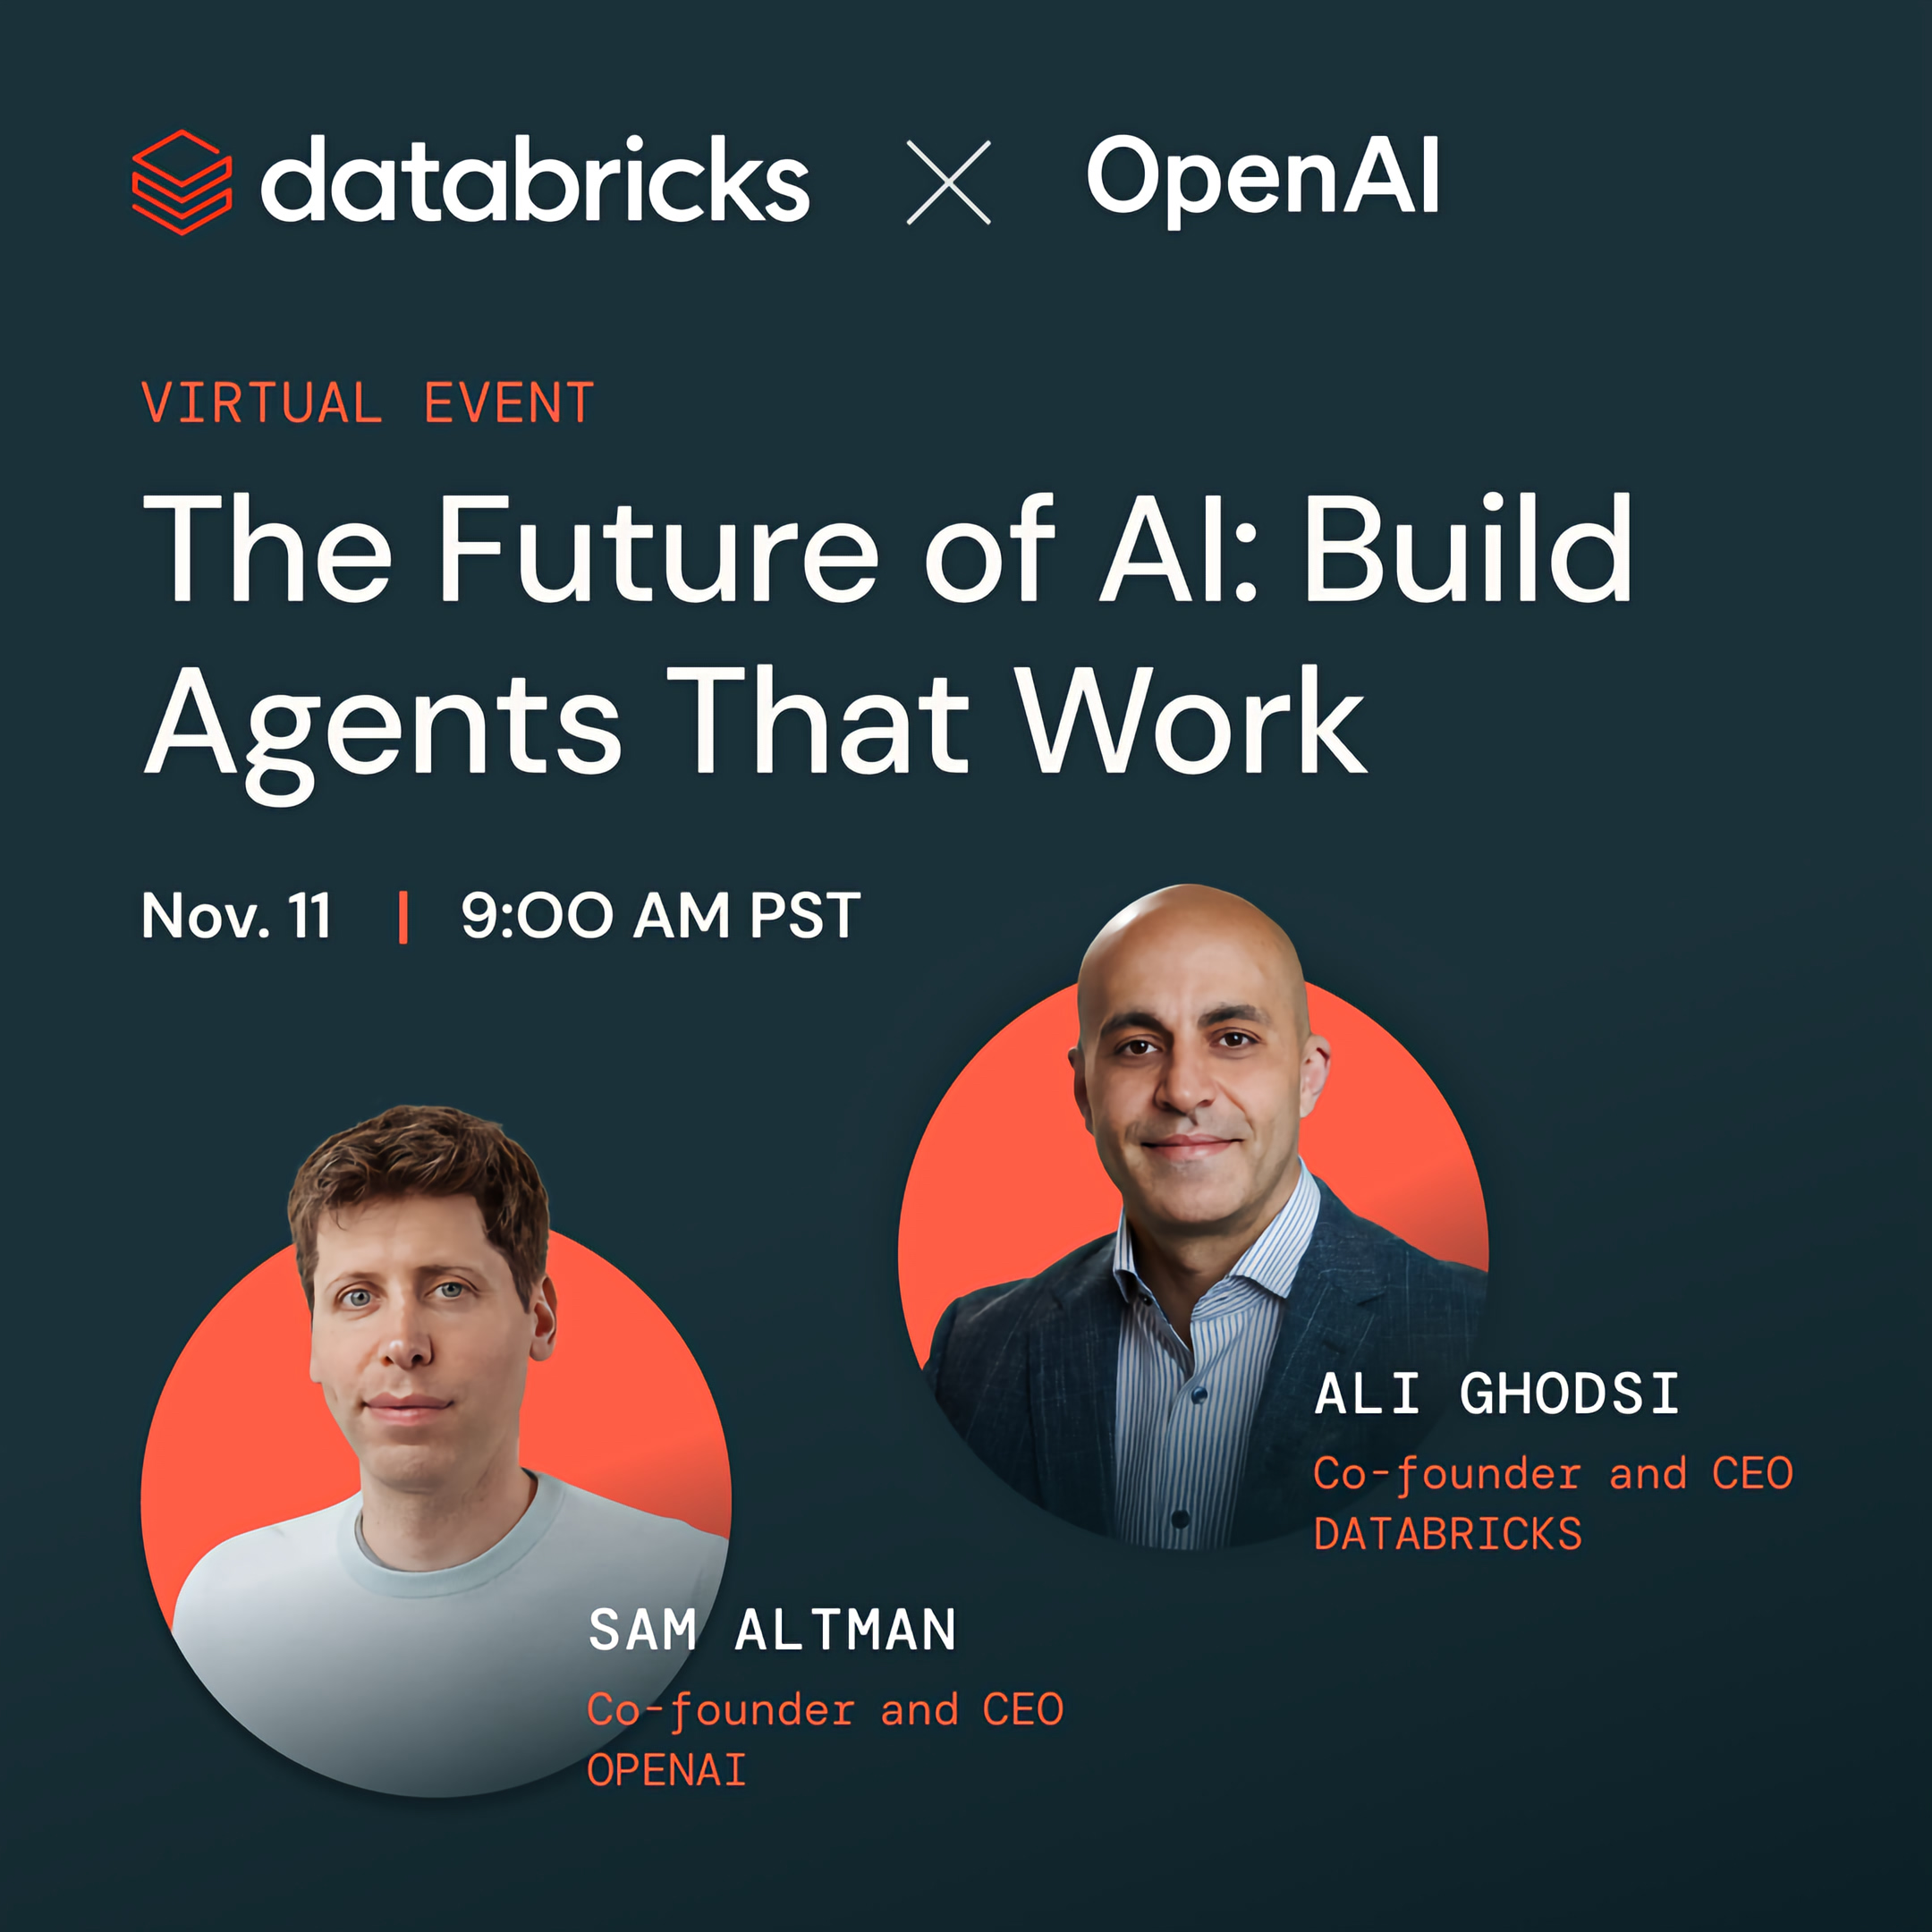 databricks × OpenAI
VIRTUAL EVENT
The Future of AI: Build
Agents That Work
Nov. 11 | 9:00 AM PST
ALI GHODSI
Co-founder and CEO
DATABRICKS
SAM ALTMAN
Co-founder and CEO
OPENAI